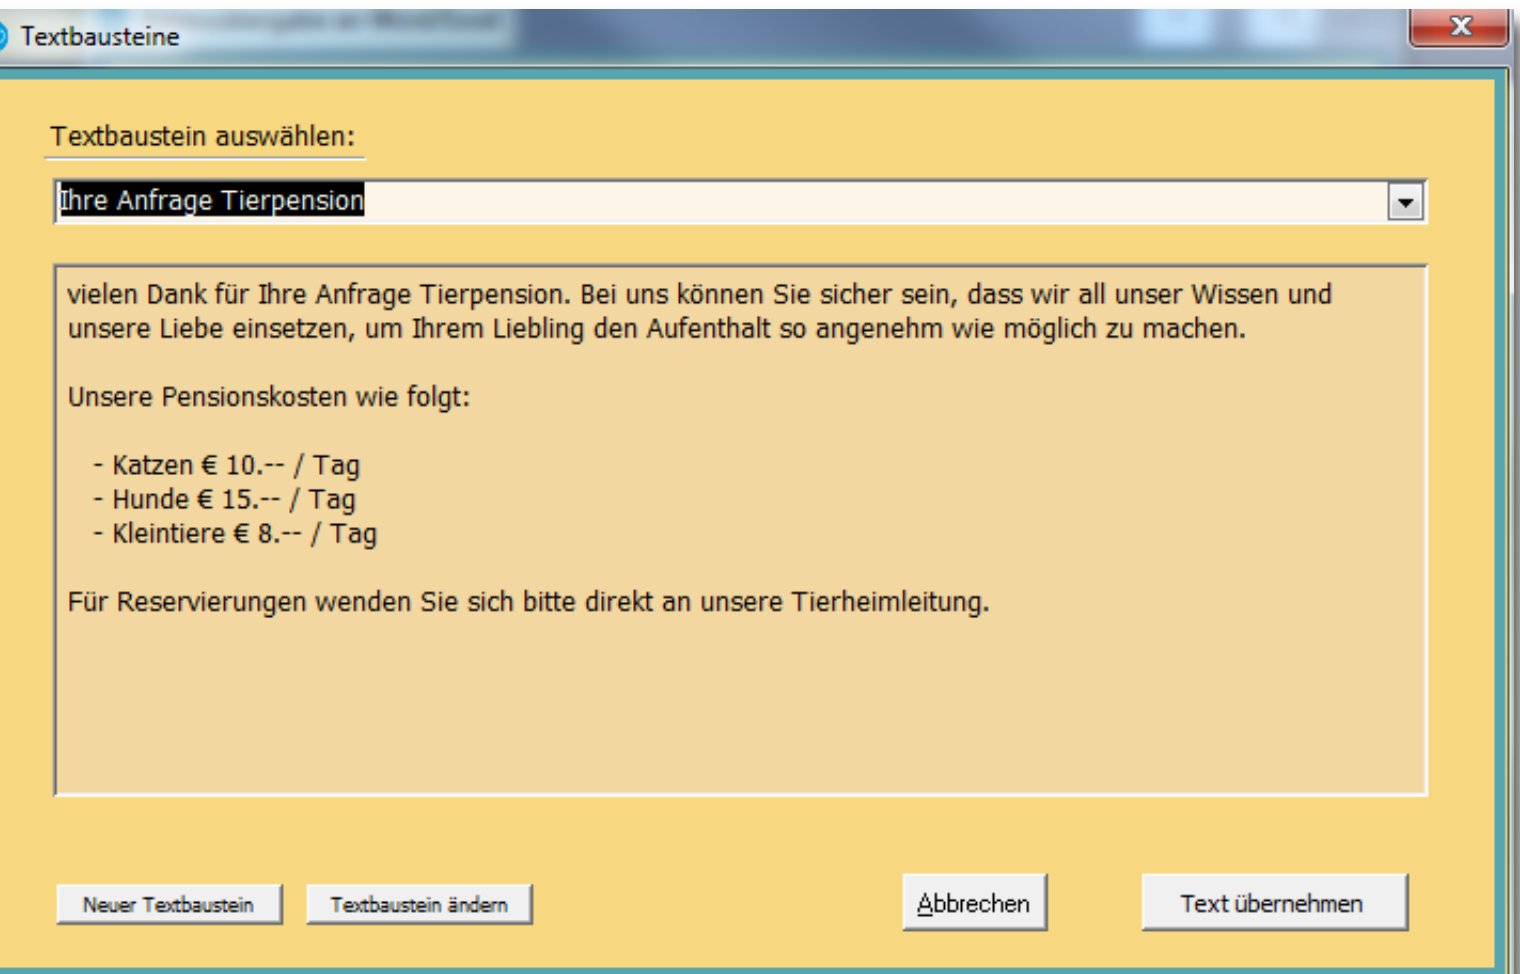 Textbausteine
Textbaustein auswählen:
Ihre Anfrage Tierpension
vielen Dank für Ihre Anfrage Tierpension. Bei uns können Sie sicher sein, dass wir all unser Wissen und
unsere Liebe einsetzen, um Ihrem Liebling den Aufenthalt so angenehm wie möglich zu machen.
Unsere Pensionskosten wie folgt:
- Katzen € 10.-- / Tag
- Hunde € 15.-- / Tag
- Kleintiere € 8.-- / Tag
Für Reservierungen wenden Sie sich bitte direkt an unsere Tierheimleitung.
Neuer Textbaustein Textbaustein ändern Abbrechen Text übernehmen